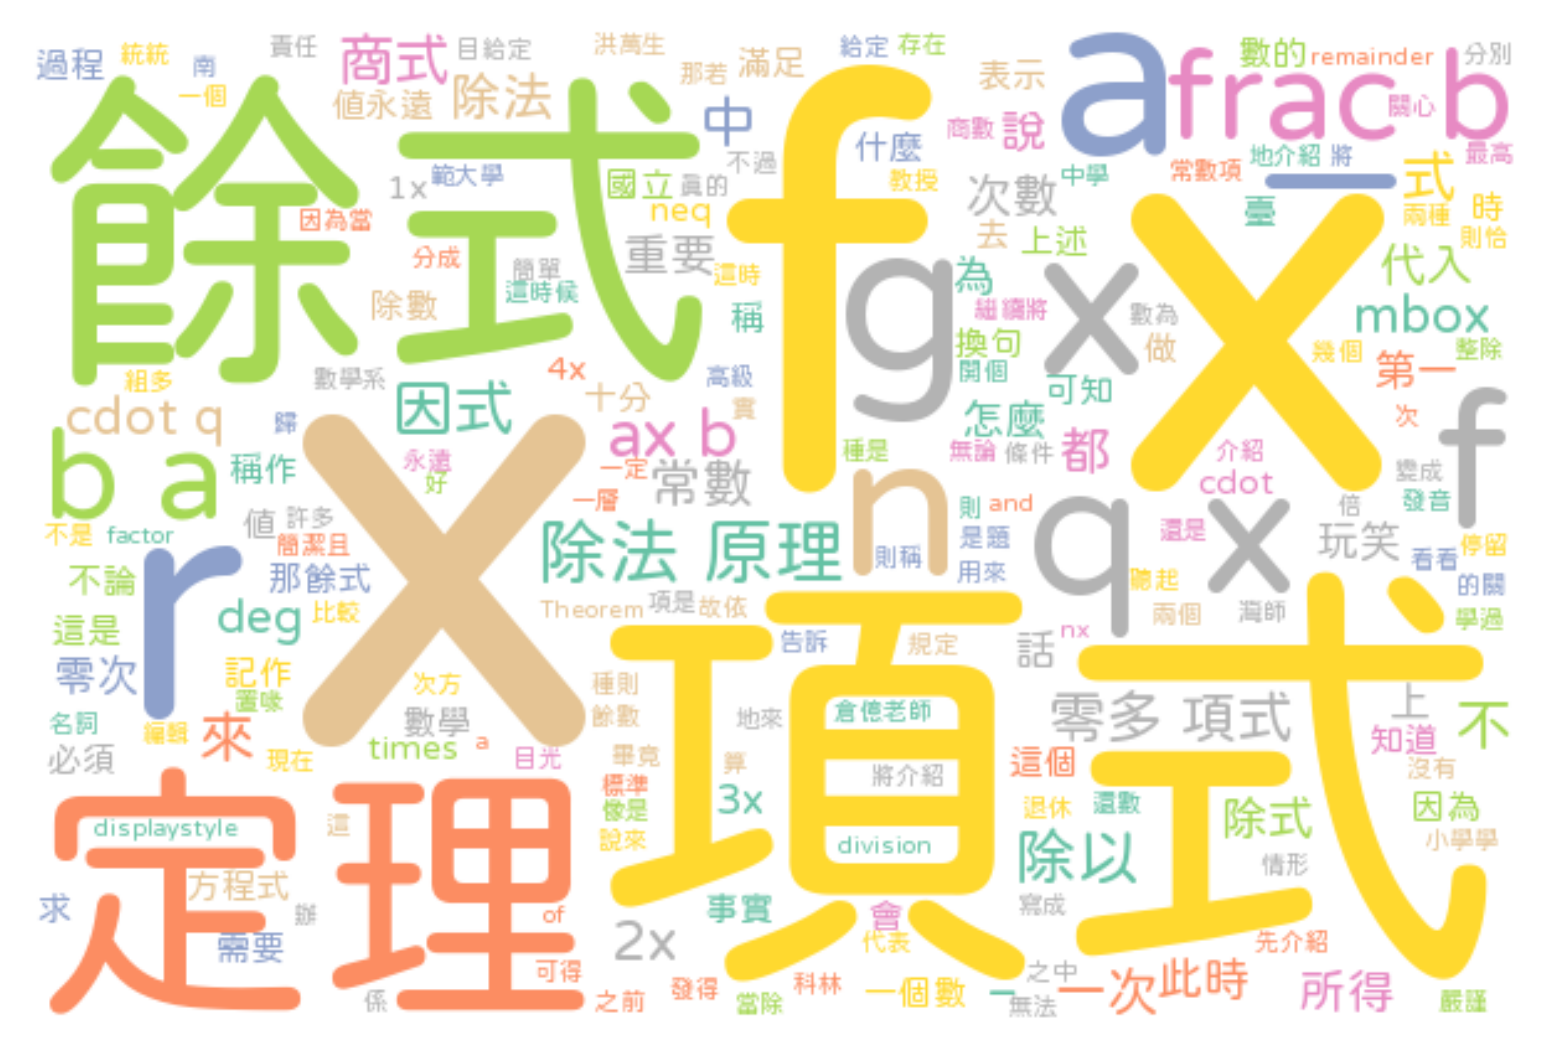 過程 統統 南 責任 商式 目給定 洪萬生 那若 滿足 給定 存在 表示 a frac b 數的 remainder 分別
一個 值永遠 除法 中 什麼 商數 說 關心
餘式 f x
1x 範大學 國立 真的 不過 教授 次數 中學 常數項 地介紹 將 式 最高
因為當 neq 去 上述 臺 兩種 時 則恰
分成 簡單 重要 這時 g x 為 代入
除數 這時候 稱 繼續將 數為 mbox
換句 做 幾個 整除
組多 數學系 4x 高級 開個 可知 第一
cdot q 歸 因式 十分 實 怎麼 次 f
b a 稱作 x 永遠 好 ax b 種是 無論 條件 都 介紹 cdot 變成
一定 常數 n q x
值 許多 一層 則 and 倍 發音
不是 factor 簡潔且 除法 原理 是題 還是 玩笑 看看 停留
r 不論 那餘式 則稱 用來 聽起 的關
這是 deg 比較 Theorem 項是 故依 兩個 灣師 學過
項式 告訴 規定 話 nx
零次 記作 次方 種則
置喙 餘數 地來 倉億老師 零多 項式 上 不
名詞 編輯 來 數學 知道
必須 現在 times a 目光 畢竟 算 將介紹 這個 沒有
定理 標準 3x 退休 還數 除式 因為
displaystyle 這 像是 說來 division 除以 小學學
方程式 情形
求 辦 of 事實 會 寫成
需要 2x 代表 先介紹
可得 之中
係 之前 發得 當除 科林 一個數 一 無法 一次 此時 所得 嚴謹